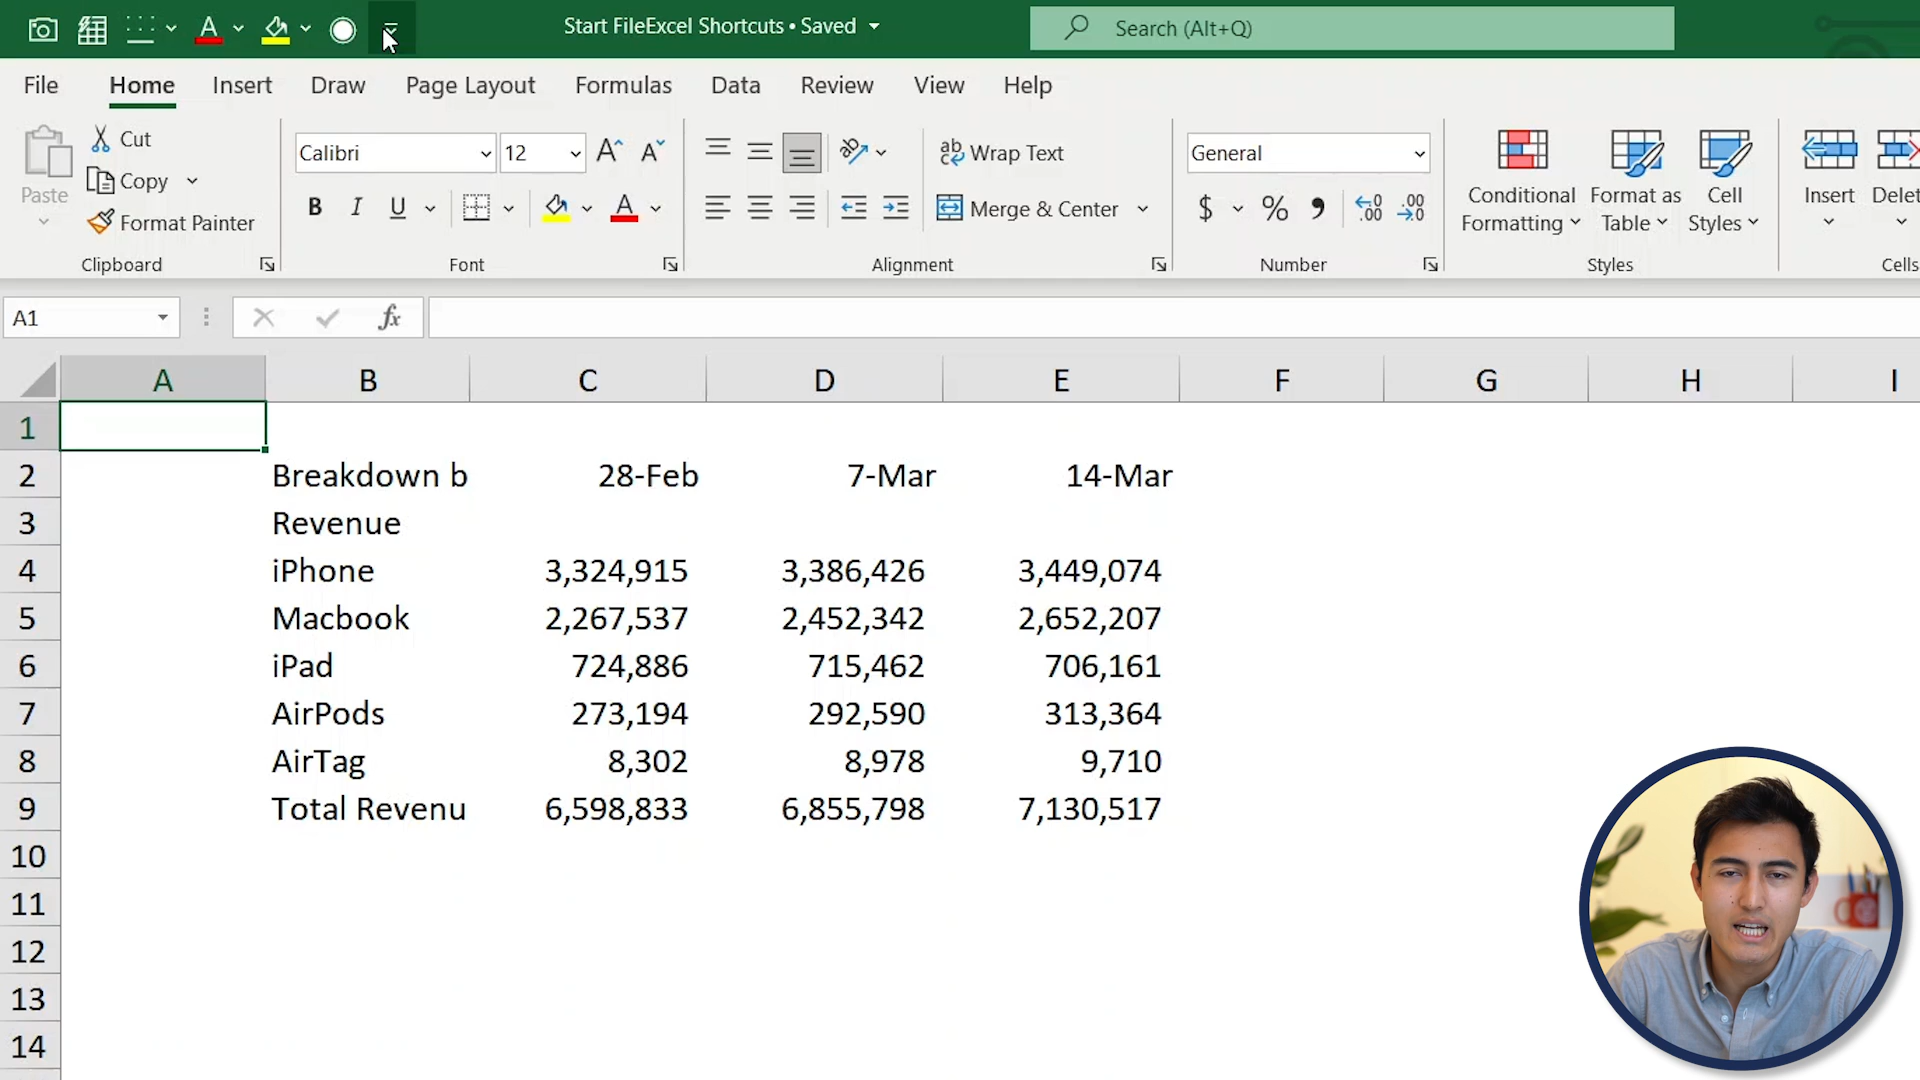 Start FileExcel Shortcuts • Saved
Search (Alt+Q)
File Home Insert Draw Page Layout Formulas Data Review View Help
Paste
Cut
Copy
Format Painter
Clipboard
Calibri 12
B I U A
Font
Wrap Text
Merge & Center
Alignment
General
$ % , .00 .00
Number
Conditional Formatting
Format as Table
Cell Styles
Styles
Insert
Delet
Cells
A1 fx
A B C D E F G H I
1
2 Breakdown b 28-Feb 7-Mar 14-Mar
3 Revenue
4 iPhone 3,324,915 3,386,426 3,449,074
5 Macbook 2,267,537 2,452,342 2,652,207
6 iPad 724,886 715,462 706,161
7 AirPods 273,194 292,590 313,364
8 AirTag 8,302 8,978 9,710
9 Total Revenu 6,598,833 6,855,798 7,130,517
10
11
12
13
14